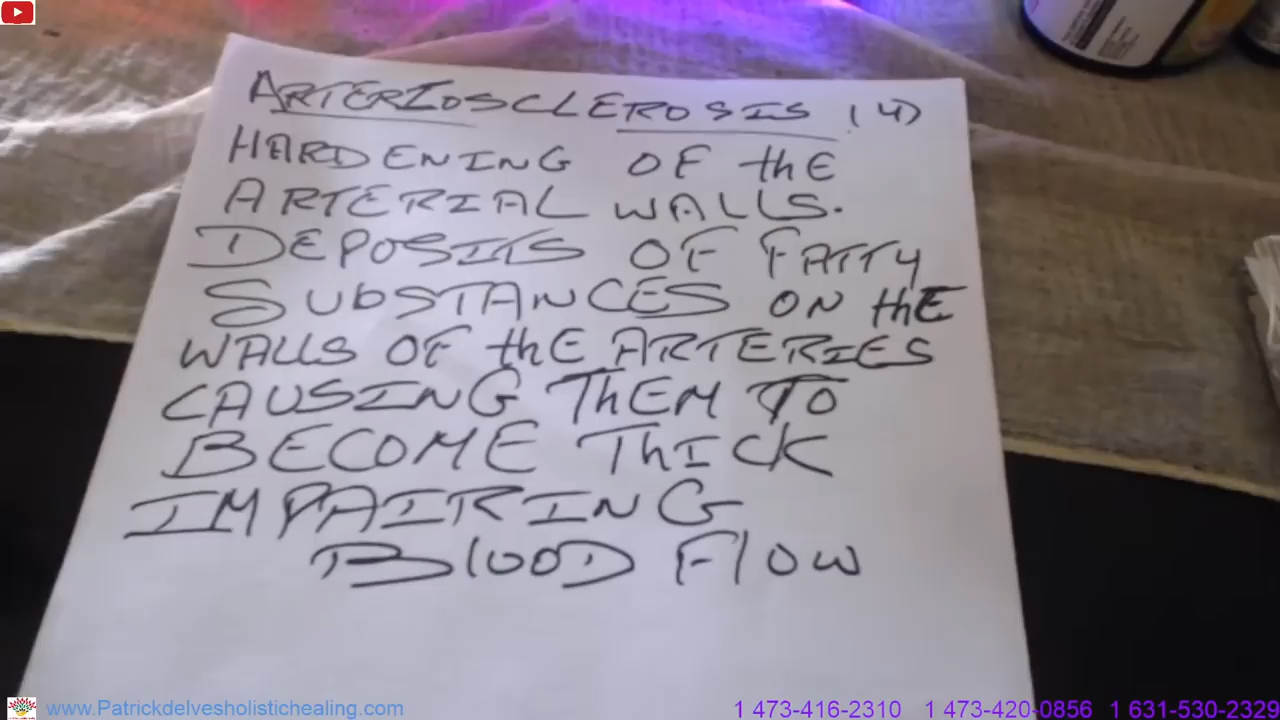 ARTERIOSCLEROSIS (4)
HARDENING OF thE
ARTERIAL WALLS.
DEPOSITS OF FATTY
SUbSTANCES ON thE
WALLS OF thE ARTERIES
CAUSING ThEM TO
BECOME ThICK
IMPAIRING
BlOOD FlOW
www.Patrickdelvesholistichealing.com
1 473-416-2310 1 473-420-0856 1 631-530-2329